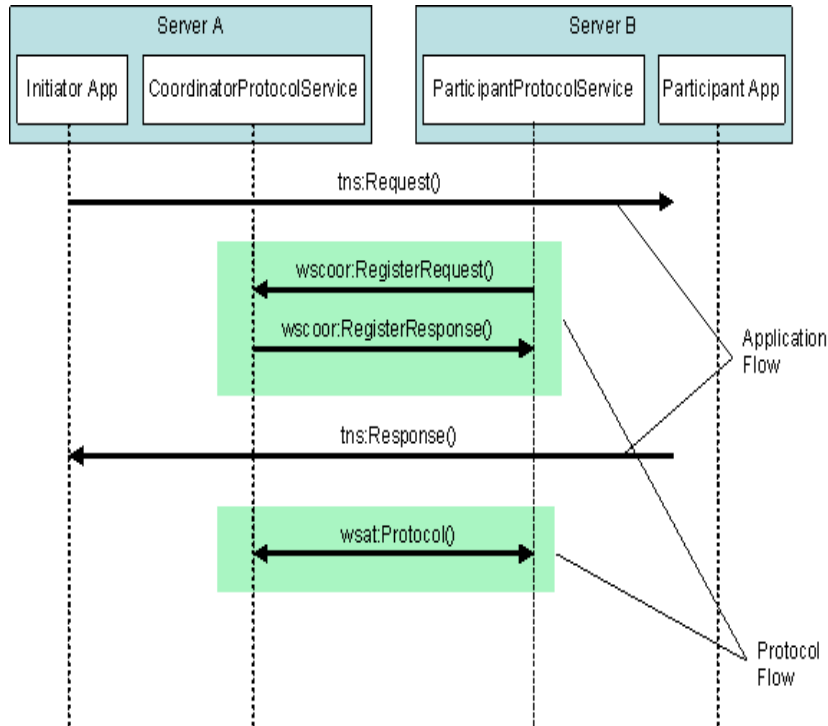 Server A
Server B
Initiator App
CoordinatorProtocolService
ParticipantProtocolService
Participant App
tns:Request()
wscoor:RegisterRequest()
wscoor:RegisterResponse()
Application
Flow
tns:Response()
wsat:Protocol()
Protocol
Flow